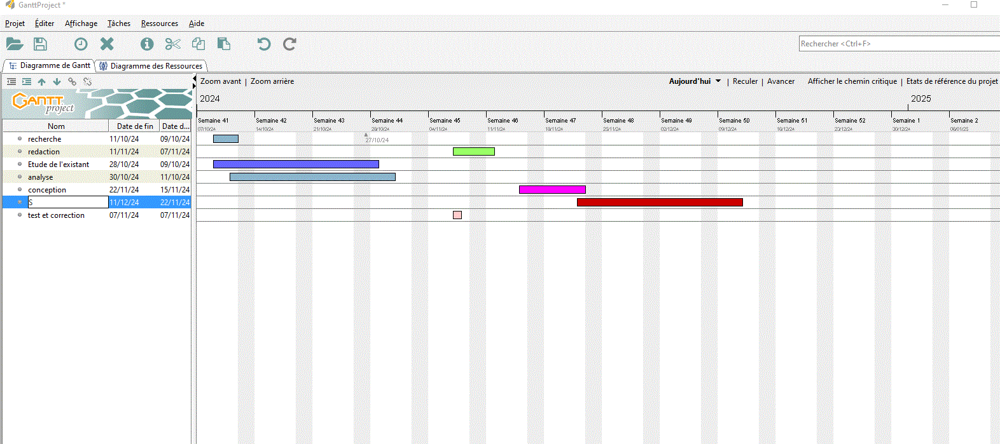 GanttProject *
Projet Éditer Affichage Tâches Ressources Aide
Rechercher <Ctrl+F>
Diagramme de Gantt Diagramme des Ressources
Zoom avant | Zoom arrière Aujourd'hui | Reculer | Avancer Afficher le chemin critique | Etats de référence du projet
2024 2025
GANTT project
Semaine 41 Semaine 42 Semaine 43 Semaine 44 Semaine 45 Semaine 46 Semaine 47 Semaine 48 Semaine 49 Semaine 50 Semaine 51 Semaine 52 Semaine 1 Semaine 2
07/10/24 14/10/24 21/10/24 28/10/24 04/11/24 11/11/24 18/11/24 25/11/24 02/12/24 09/12/24 16/12/24 23/12/24 30/12/24 06/01/25
Nom Date de fin Date d...
recherche 11/10/24 09/10/24
27/10/24
redaction 11/11/24 07/11/24
Etude de l'existant 28/10/24 09/10/24
analyse 30/10/24 11/10/24
conception 22/11/24 15/11/24
S 11/12/24 22/11/24
test et correction 07/11/24 07/11/24